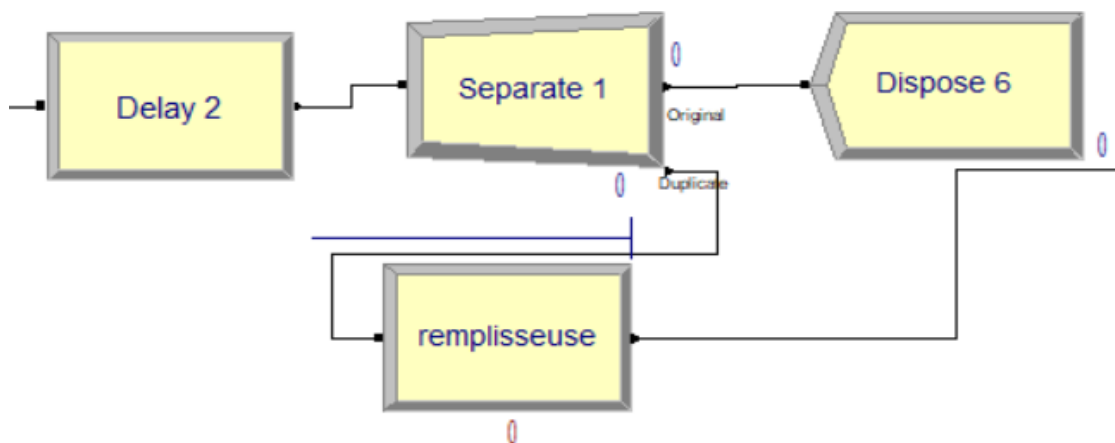 Delay 2
Separate 1
0
Dispose 6
Original
0
0
Duplicate
remplisseuse
0